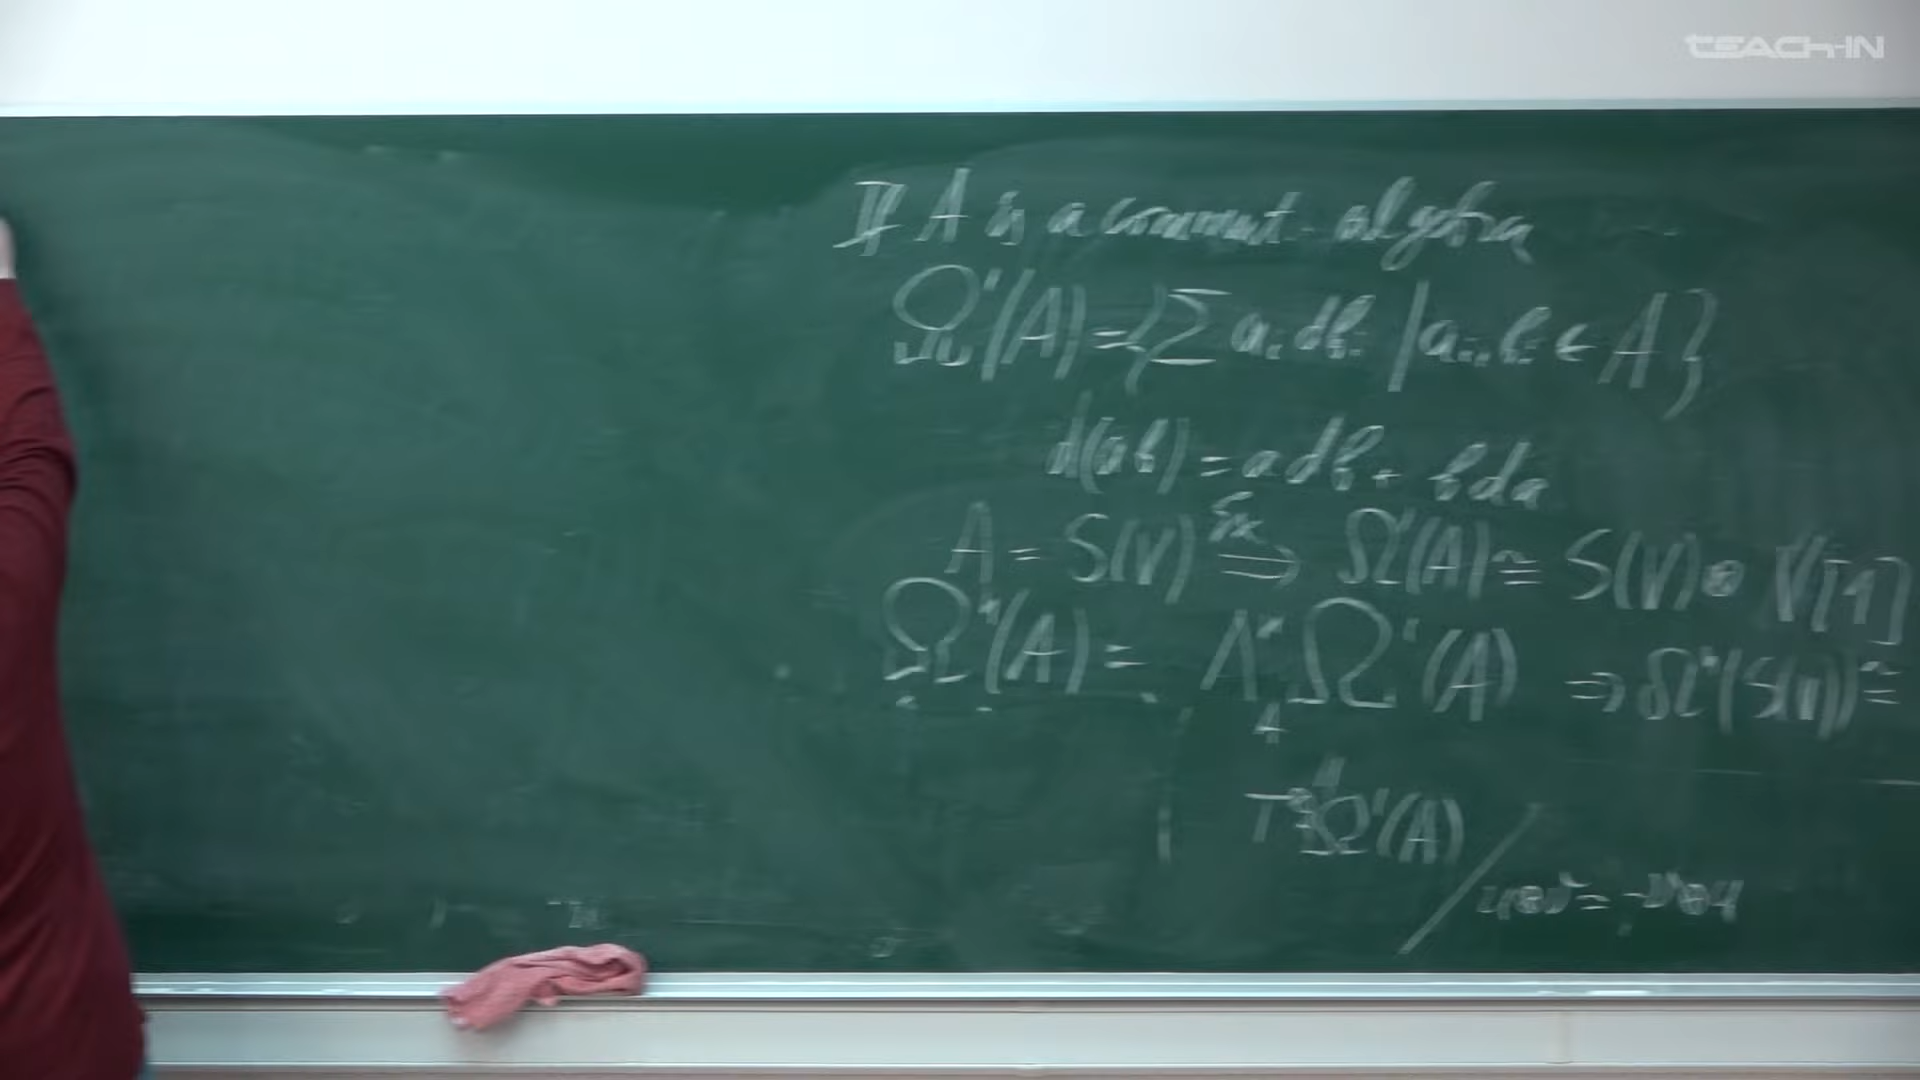 TEACH-IN
If A is a commut. algebra
Ω¹(A) = {Σ aᵢ dbᵢ | aᵢ, bᵢ ∈ A}
d(ab) = a db + b da
A = S(V) ⇒ Ω¹(A) ≅ S(V) ⊗ V[1]
Ωⁿ(A) = Λⁿ Ω¹(A) ⇒ Ωⁿ(S(V)) ≅
A
Ω¹(A)
u⊗v = -v⊗u